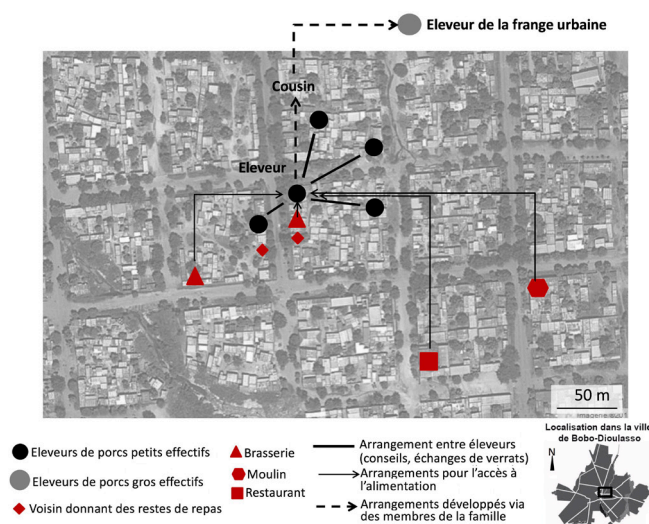 Eleveur de la frange urbaine
Cousin
Eleveur
50 m
Eleveurs de porcs petits effectifs
Eleveurs de porcs gros effectifs
Voisin donnant des restes de repas
Brasserie
Moulin
Restaurant
Arrangement entre éleveurs
(conseils, échanges de verrats)
Arrangements pour l'accès à
l'alimentation
Arrangements développés via
des membres de la famille
Localisation dans la ville
de Bobo-Dioulasso
N